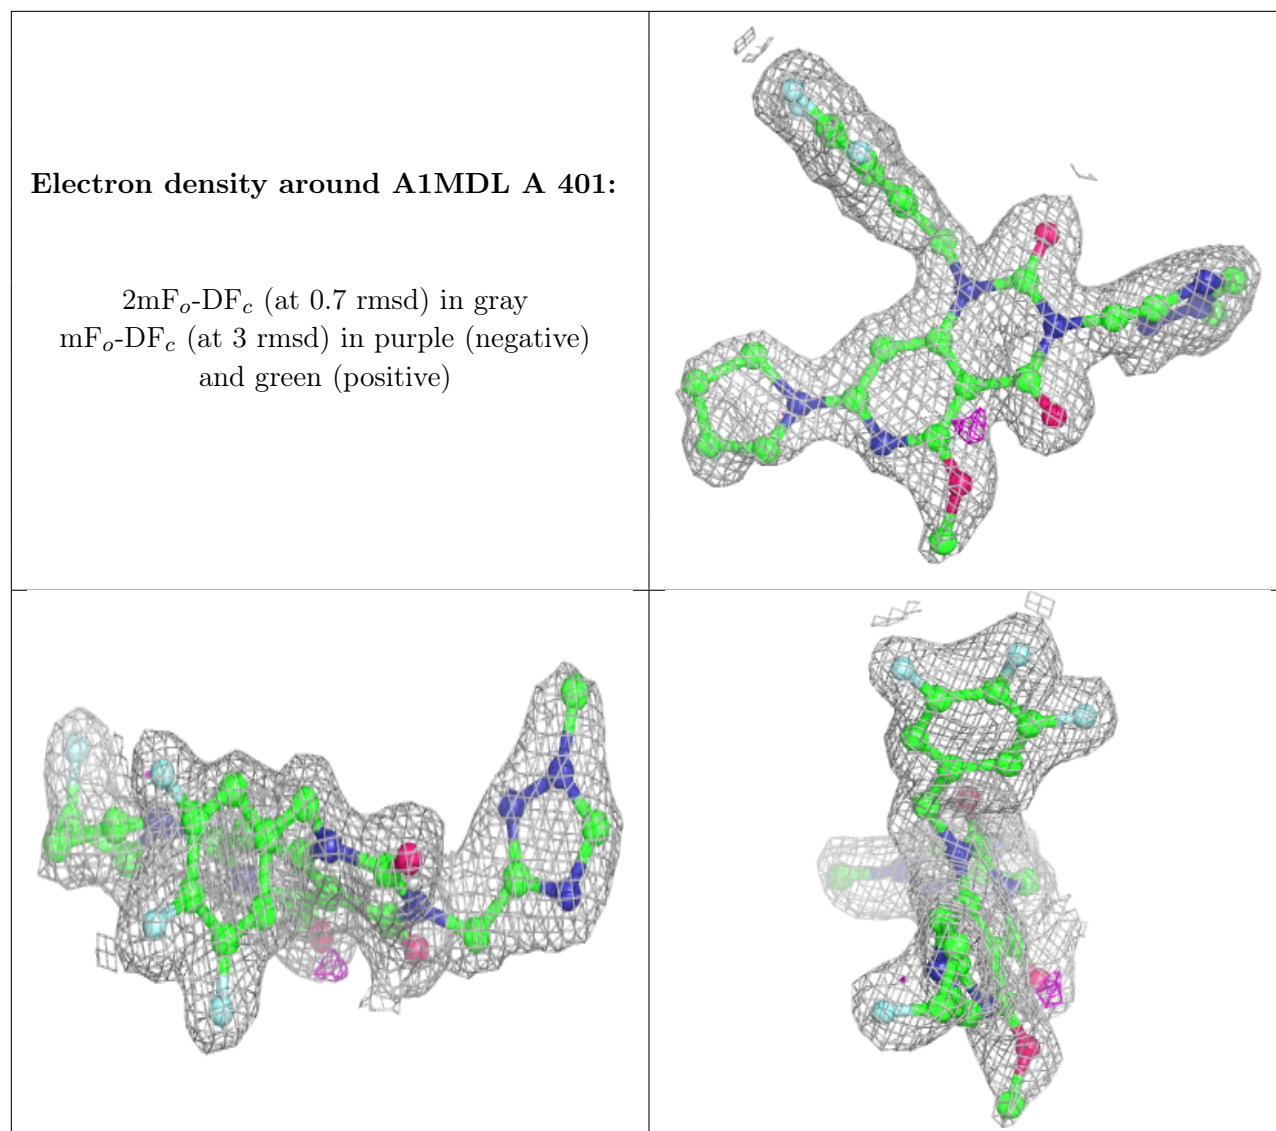 Electron density around A1MDL A 401:
2mFo-DFc (at 0.7 rmsd) in gray
mFo-DFc (at 3 rmsd) in purple (negative)
and green (positive)